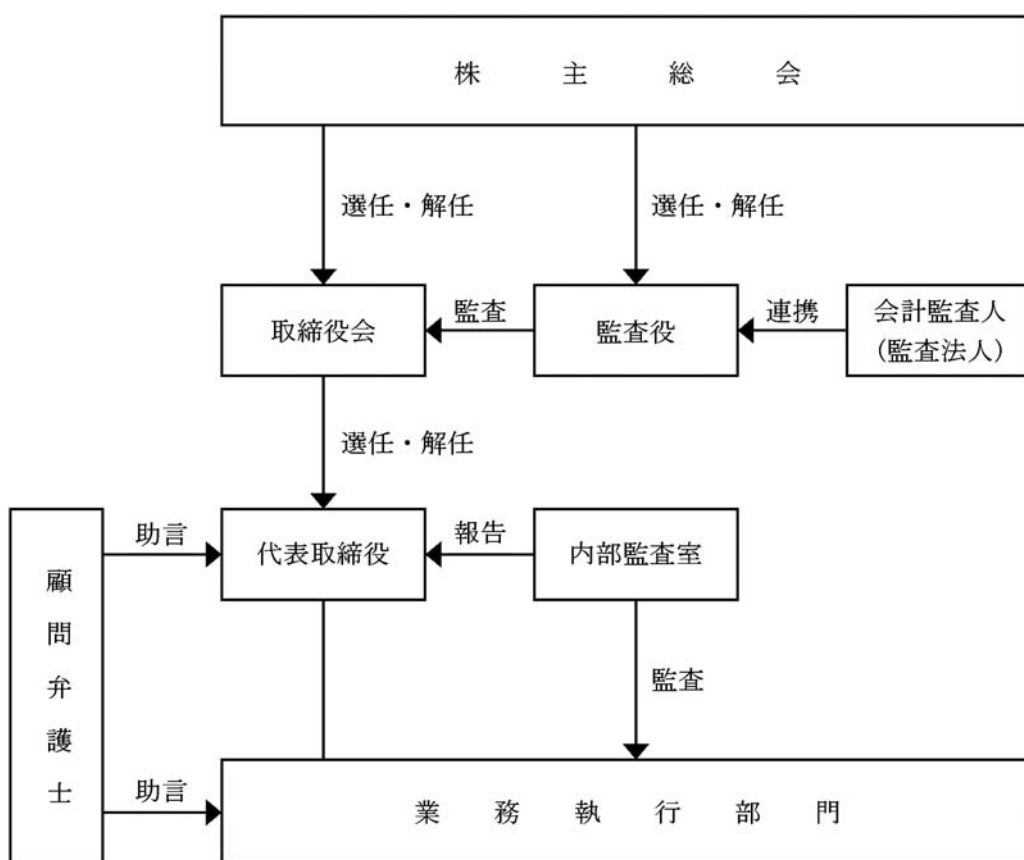 株主総会
選任・解任
選任・解任
取締役会
監査
監査役
連携
会計監査人
（監査法人）
選任・解任
顧問弁護士
助言
代表取締役
報告
内部監査室
監査
助言
業務執行部門